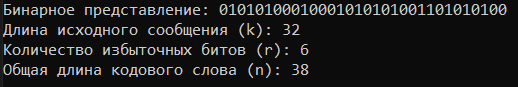 Бинарное представление: 01010100010001010101001101010100
Длина исходного сообщения (k): 32
Количество избыточных битов (r): 6
Общая длина кодового слова (n): 38